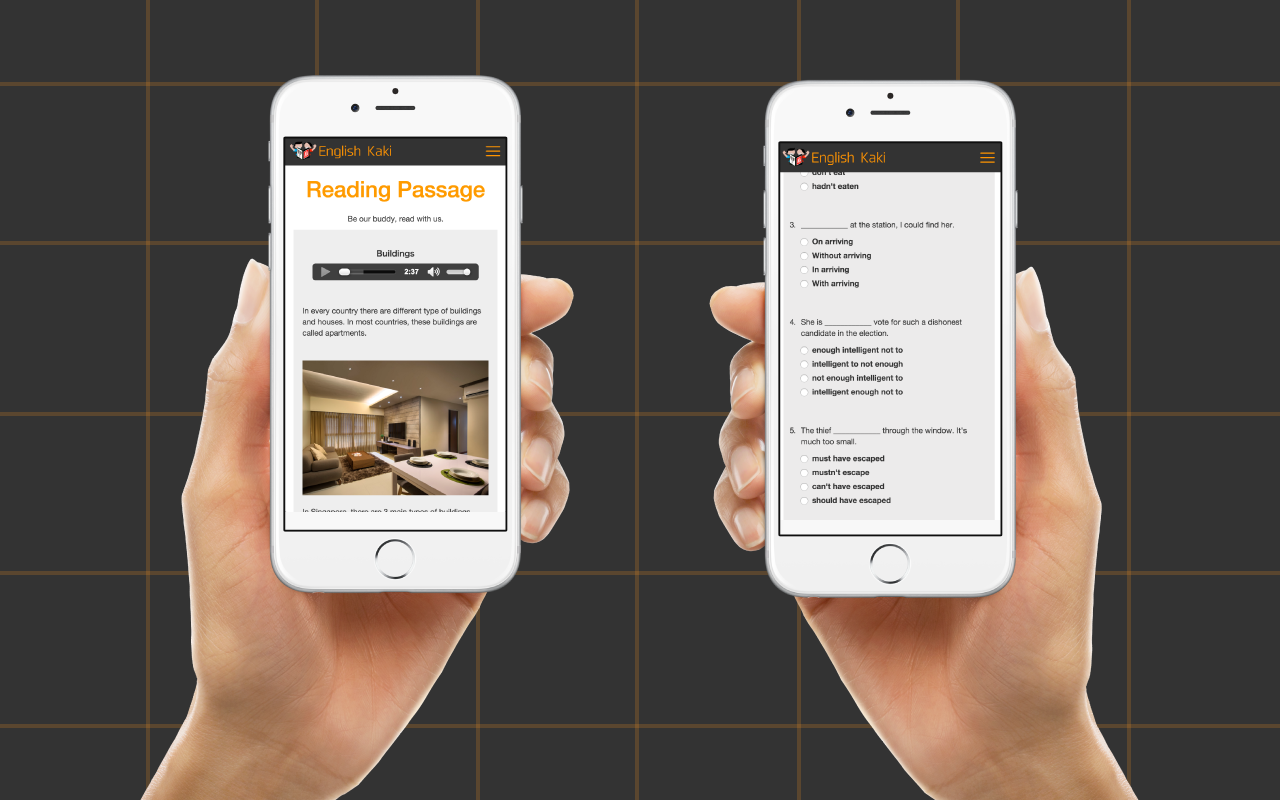 English Kaki
Reading Passage
Be our buddy, read with us.
Buildings
2:37
In every country there are different type of buildings
and houses. In most countries, these buildings are
called apartments.
In Singapore, there are 3 main types of buildings
English Kaki
don't eat
hadn't eaten
3. ___________ at the station, I could find her.
On arriving
Without arriving
In arriving
With arriving
4. She is ___________ vote for such a dishonest
candidate in the election.
enough intelligent not to
intelligent to not enough
not enough intelligent to
intelligent enough not to
5. The thief ___________ through the window. It's
much too small.
must have escaped
mustn't escape
can't have escaped
should have escaped